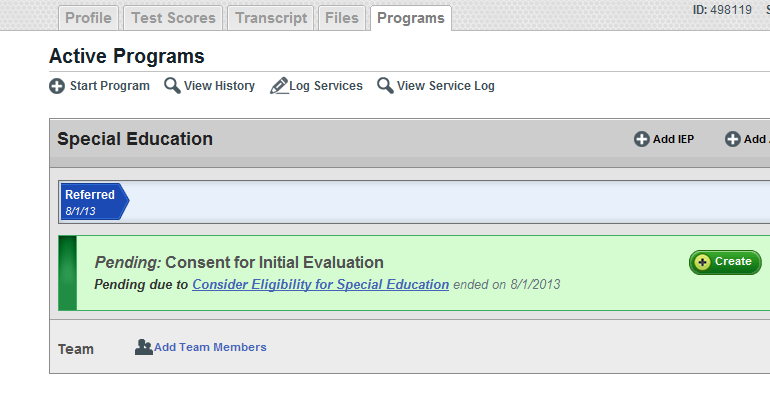 Profile Test Scores Transcript Files Programs ID: 498119 S
Active Programs
Start Program View History Log Services View Service Log
Special Education Add IEP Add
Referred
8/1/13
Pending: Consent for Initial Evaluation Create
Pending due to Consider Eligibility for Special Education ended on 8/1/2013
Team Add Team Members